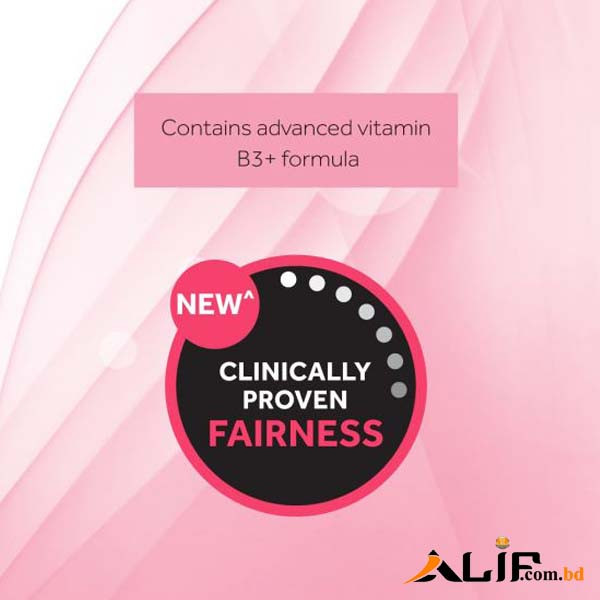 Contains advanced vitamin
B3+ formula
NEW^
CLINICALLY
PROVEN
FAIRNESS
ALIF.com.bd